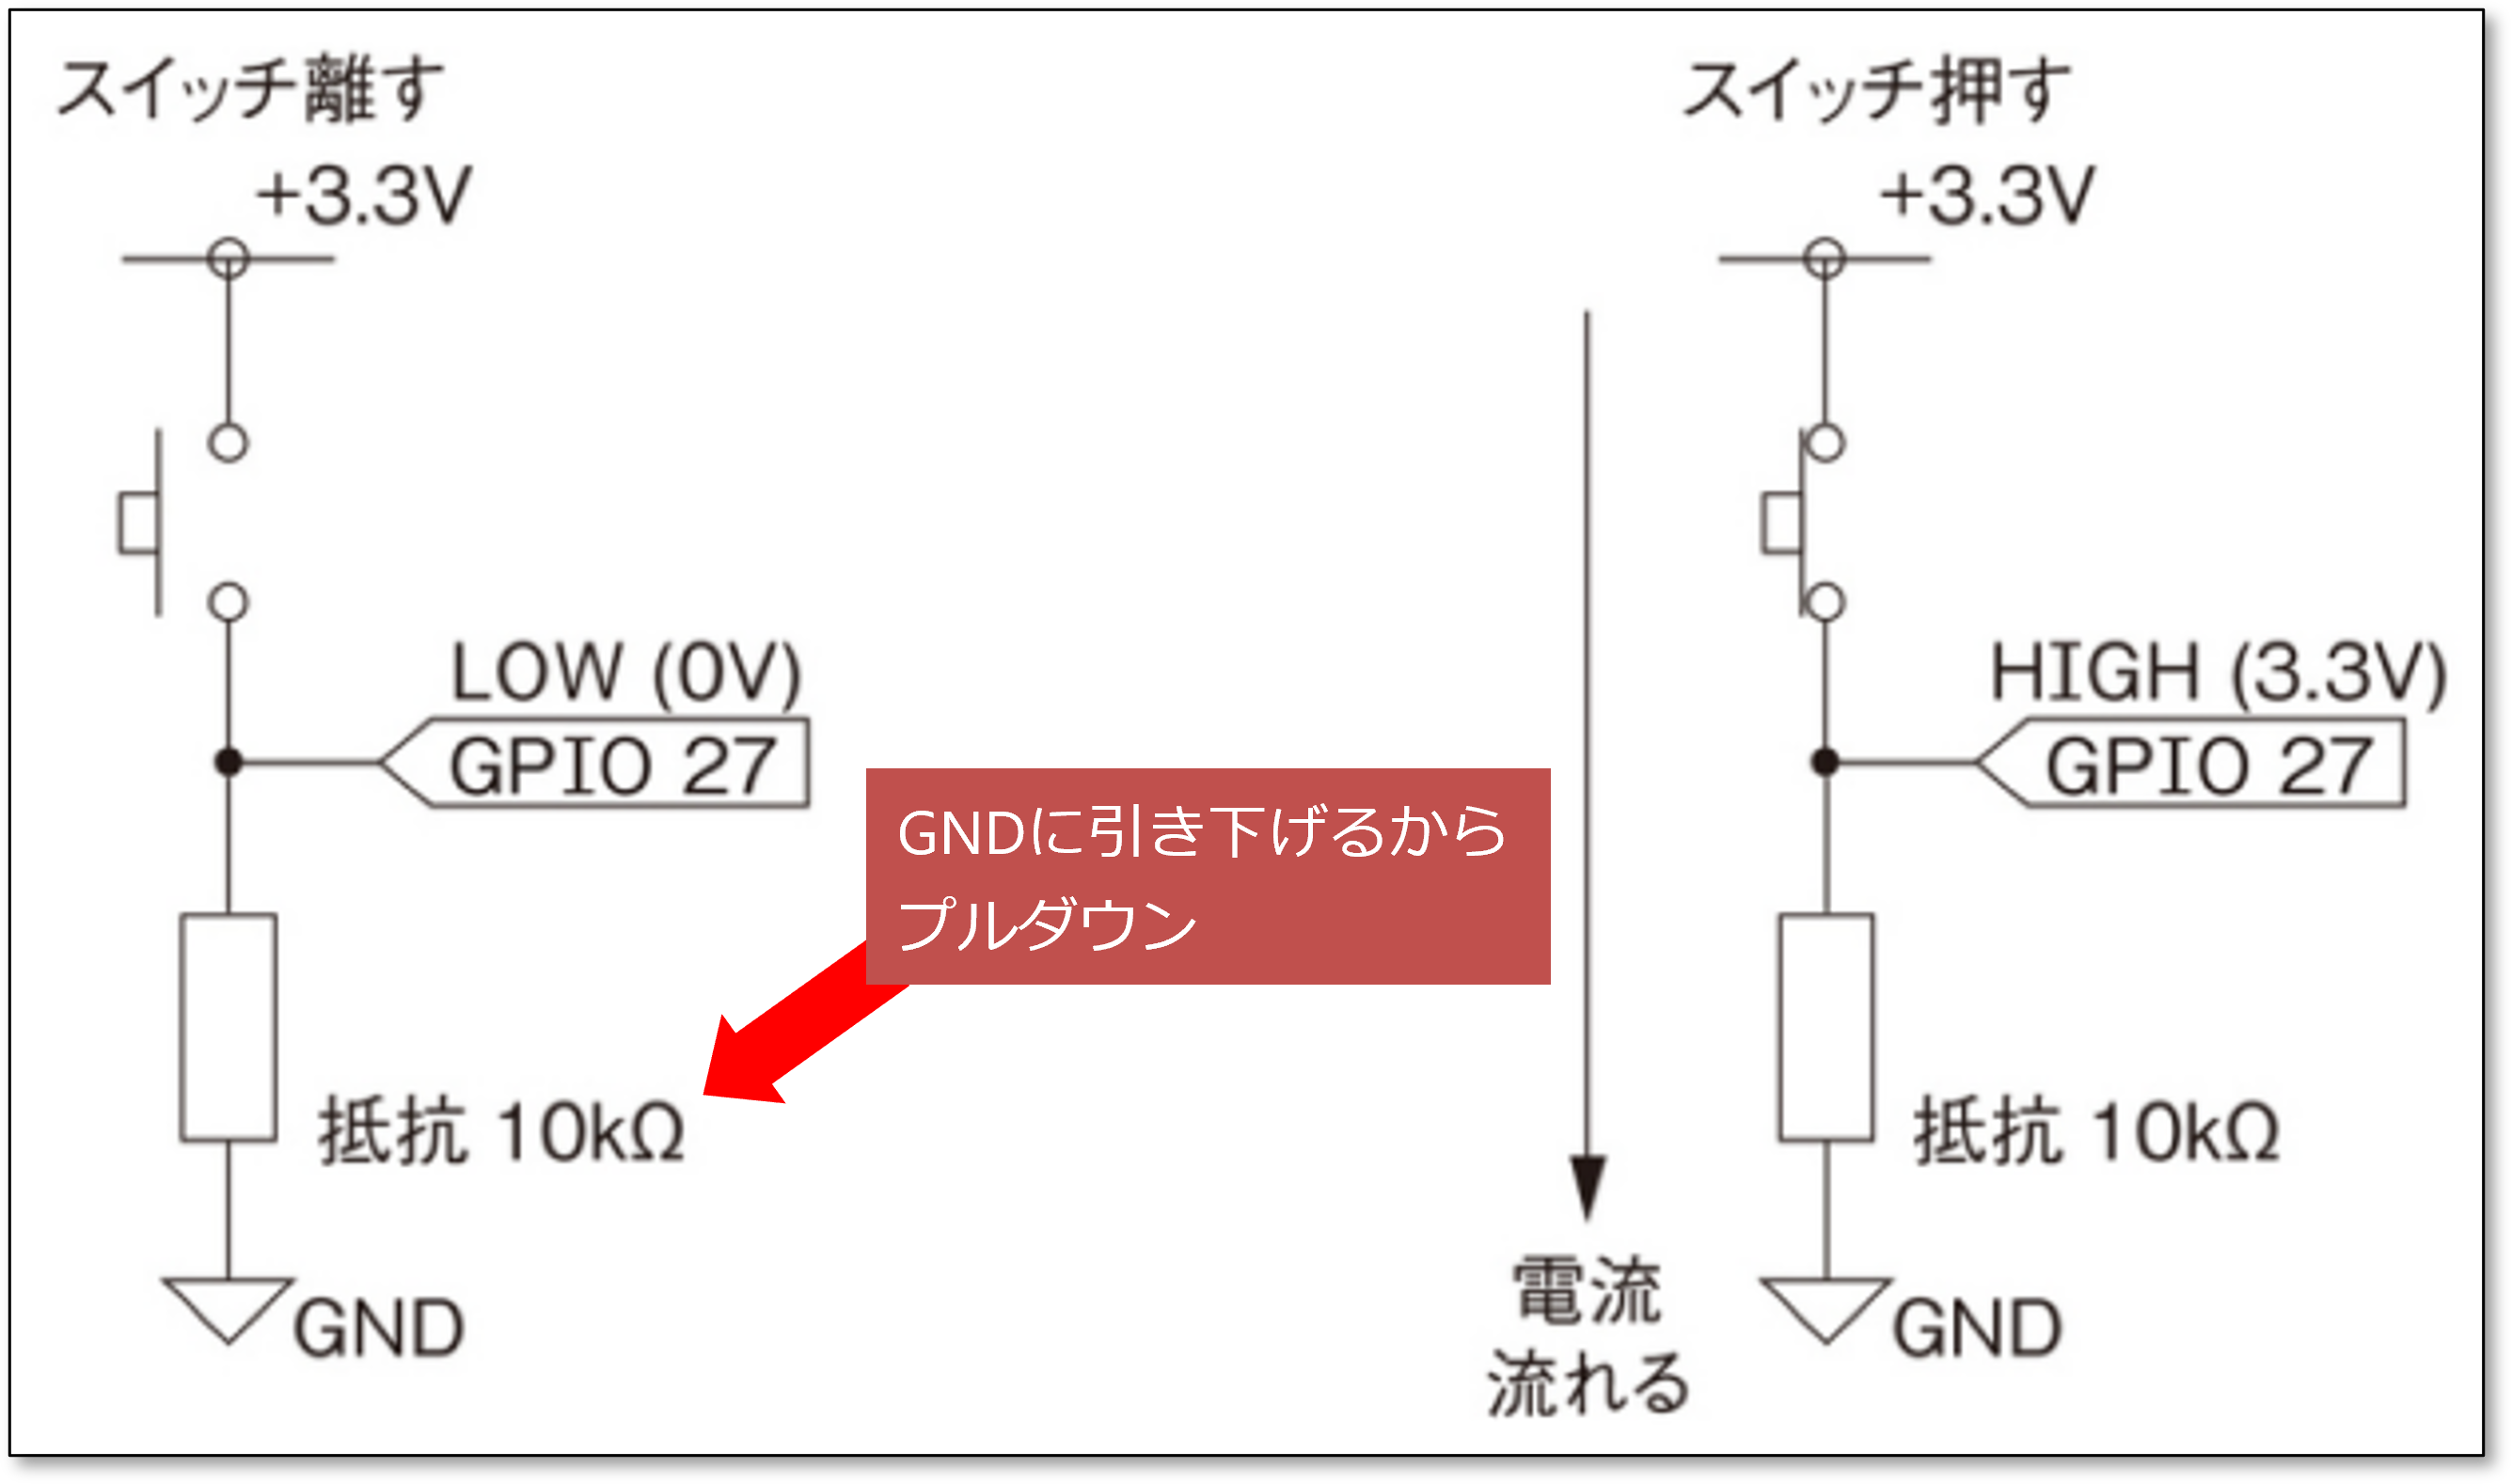 スイッチ離す
+3.3V
LOW (0V)
GPIO 27
抵抗 10kΩ
GND
GNDに引き下げるから
プルダウン
スイッチ押す
+3.3V
HIGH (3.3V)
GPIO 27
抵抗 10kΩ
GND
電流
流れる